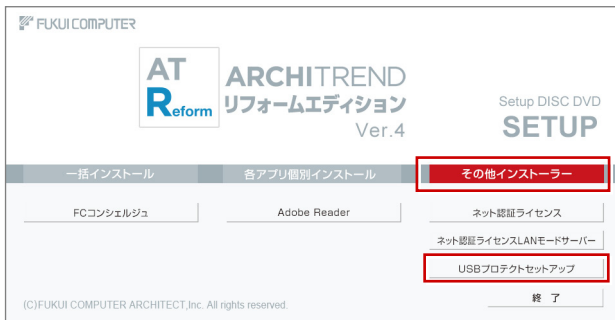 FUKUI COMPUTER
AT
Reform
ARCHITREND
リフォームエディション
Ver.4
Setup DISC DVD
SETUP
一括インストール
各アプリ個別インストール
その他インストーラー
FCコンシェルジュ
Adobe Reader
ネット認証ライセンス
ネット認証ライセンスLANモードサーバー
USBプロテクトセットアップ
終 了
(C)FUKUI COMPUTER ARCHITECT,Inc. All rights reserved.